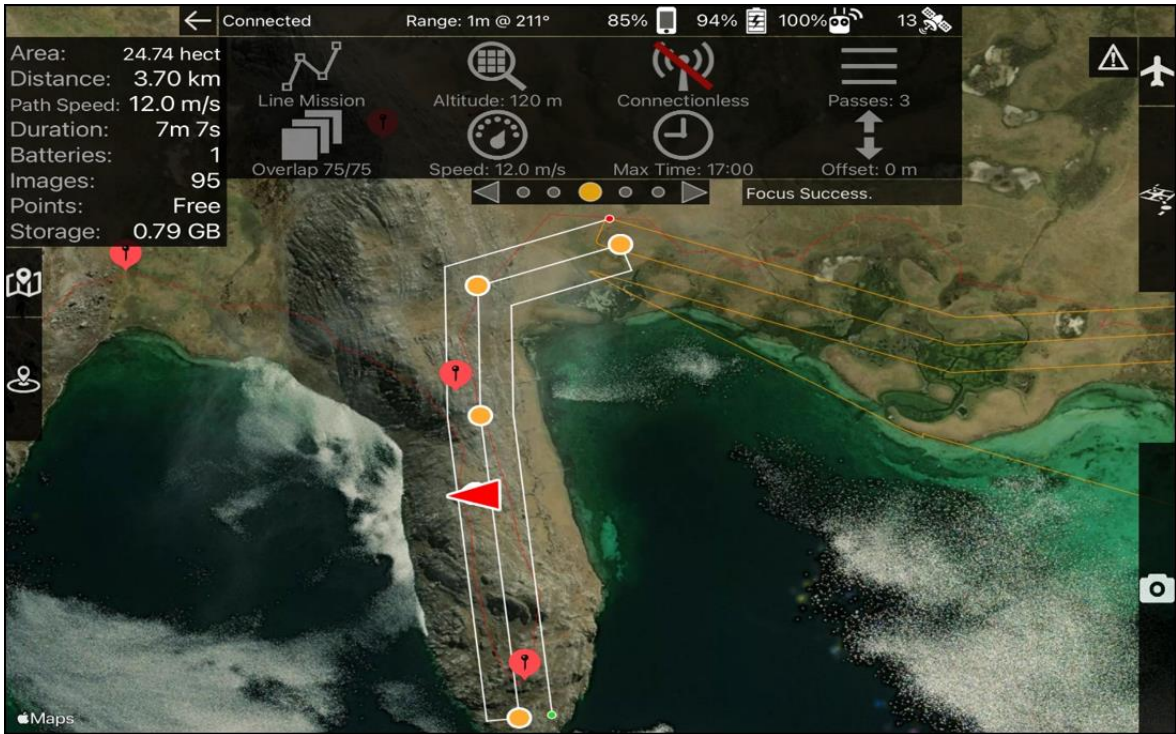 Connected Range: 1m @ 211° 85% 94% 100% 13
Area: 24.74 hect
Distance: 3.70 km
Path Speed: 12.0 m/s
Duration: 7m 7s
Batteries: 1
Images: 95
Points: Free
Storage: 0.79 GB
Line Mission Altitude: 120 m Connectionless Passes: 3
Overlap 75/75 Speed: 12.0 m/s Max Time: 17:00 Offset: 0 m
Focus Success.
Maps